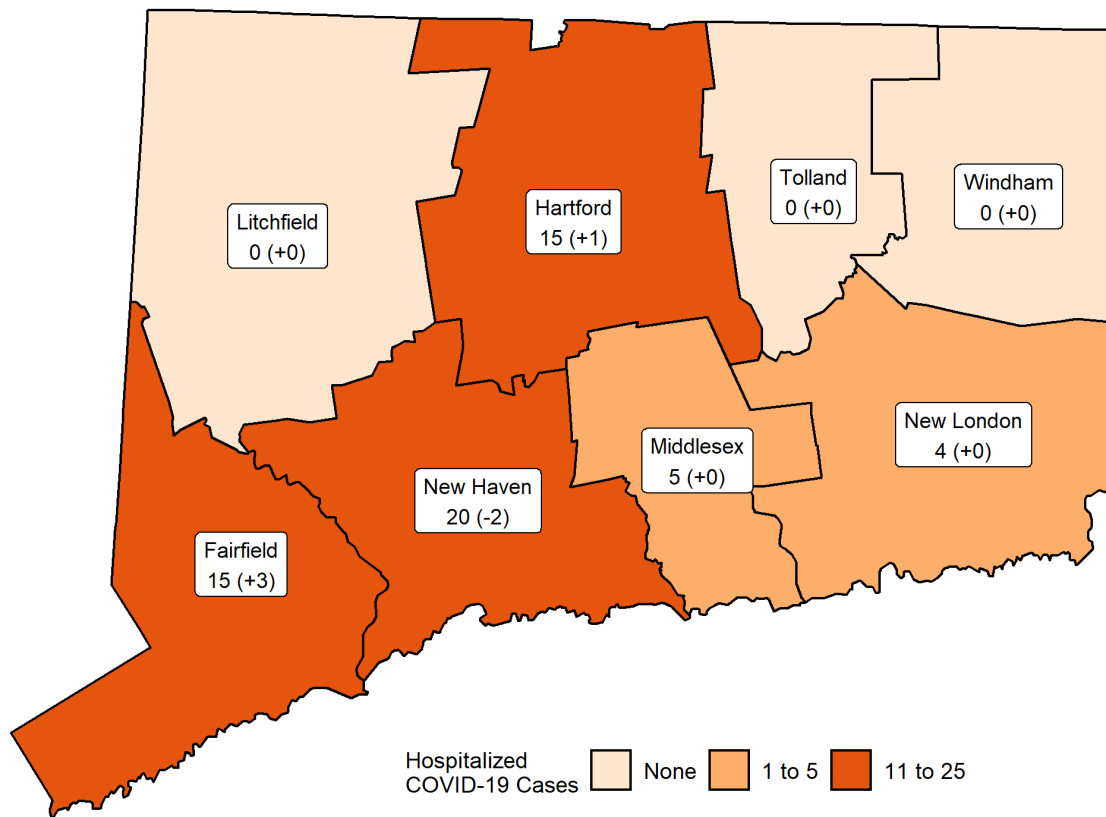 Litchfield
0 (+0)
Hartford
15 (+1)
Tolland
0 (+0)
Windham
0 (+0)
Fairfield
15 (+3)
New Haven
20 (-2)
Middlesex
5 (+0)
New London
4 (+0)
Hospitalized
COVID-19 Cases
None
1 to 5
11 to 25